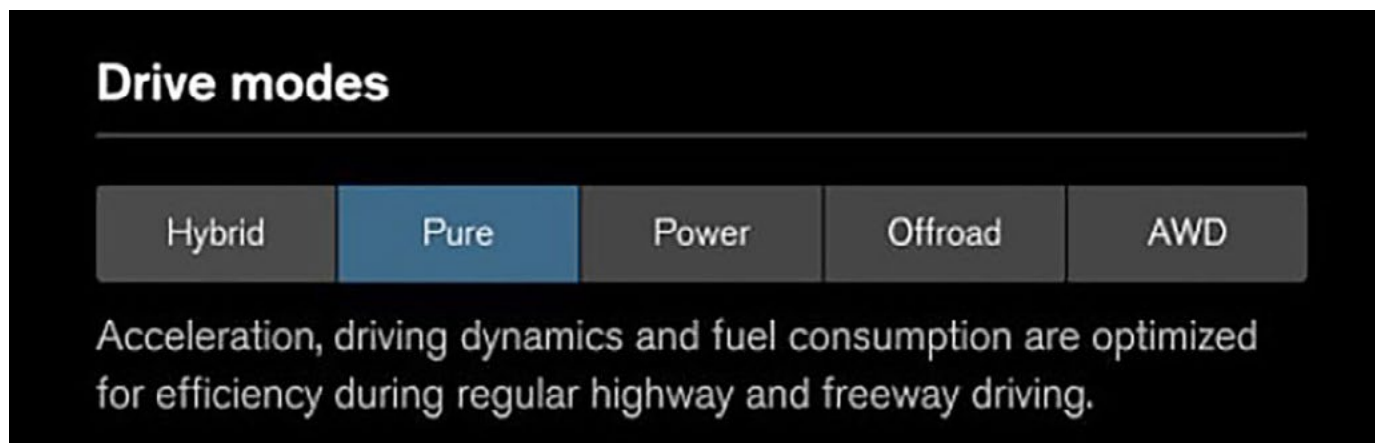 Drive modes
Hybrid Pure Power Offroad AWD
Acceleration, driving dynamics and fuel consumption are optimized
for efficiency during regular highway and freeway driving.